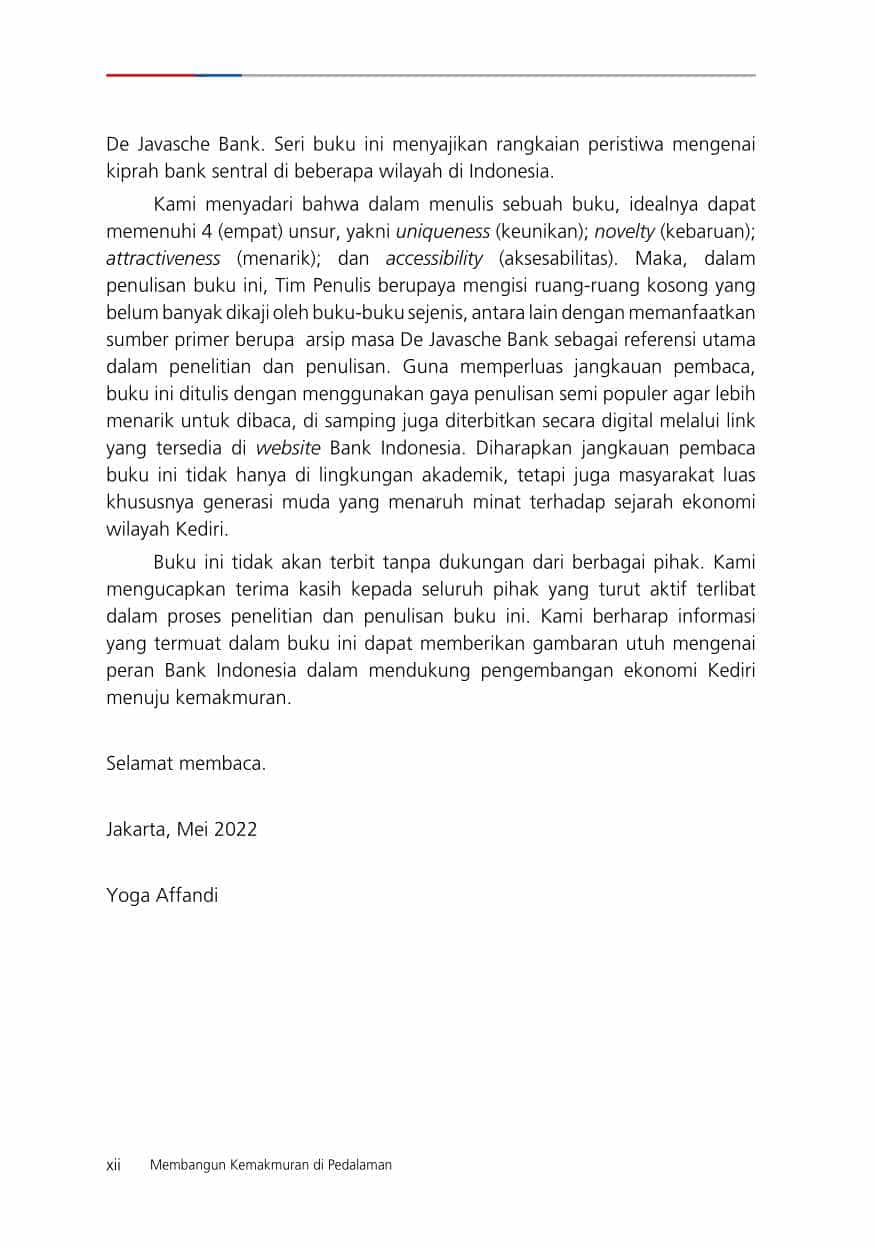 De Javasche Bank. Seri buku ini menyajikan rangkaian peristiwa mengenai
kiprah bank sentral di beberapa wilayah di Indonesia.
Kami menyadari bahwa dalam menulis sebuah buku, idealnya dapat
memenuhi 4 (empat) unsur, yakni uniqueness (keunikan); novelty (kebaruan);
attractiveness (menarik); dan accessibility (aksesabilitas). Maka, dalam
penulisan buku ini, Tim Penulis berupaya mengisi ruang-ruang kosong yang
belum banyak dikaji oleh buku-buku sejenis, antara lain dengan memanfaatkan
sumber primer berupa arsip masa De Javasche Bank sebagai referensi utama
dalam penelitian dan penulisan. Guna memperluas jangkauan pembaca,
buku ini ditulis dengan menggunakan gaya penulisan semi populer agar lebih
menarik untuk dibaca, di samping juga diterbitkan secara digital melalui link
yang tersedia di website Bank Indonesia. Diharapkan jangkauan pembaca
buku ini tidak hanya di lingkungan akademik, tetapi juga masyarakat luas
khususnya generasi muda yang menaruh minat terhadap sejarah ekonomi
wilayah Kediri.
Buku ini tidak akan terbit tanpa dukungan dari berbagai pihak. Kami
mengucapkan terima kasih kepada seluruh pihak yang turut aktif terlibat
dalam proses penelitian dan penulisan buku ini. Kami berharap informasi
yang termuat dalam buku ini dapat memberikan gambaran utuh mengenai
peran Bank Indonesia dalam mendukung pengembangan ekonomi Kediri
menuju kemakmuran.
Selamat membaca.
Jakarta, Mei 2022
Yoga Affandi
xii Membangun Kemakmuran di Pedalaman